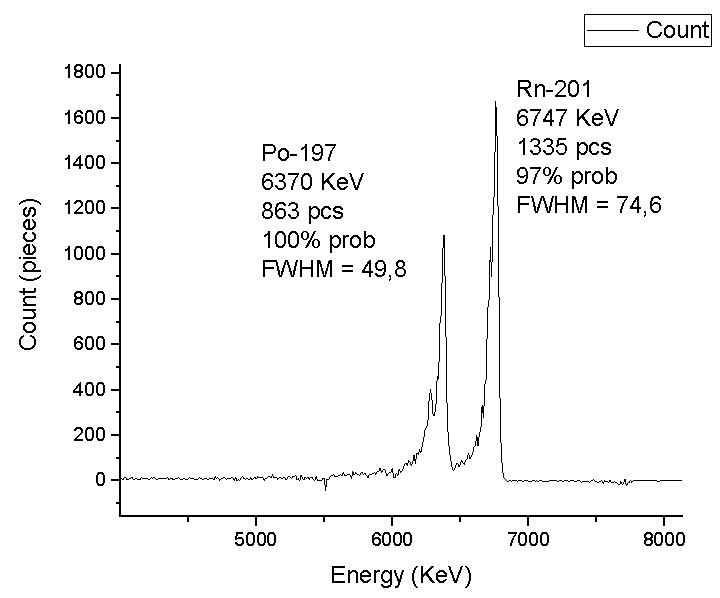 Count
1800
1600
1400
1200
1000
800
600
400
200
0
Count (pieces)
Po-197
6370 KeV
863 pcs
100% prob
FWHM = 49,8
Rn-201
6747 KeV
1335 pcs
97% prob
FWHM = 74,6
5000 6000 7000 8000
Energy (KeV)